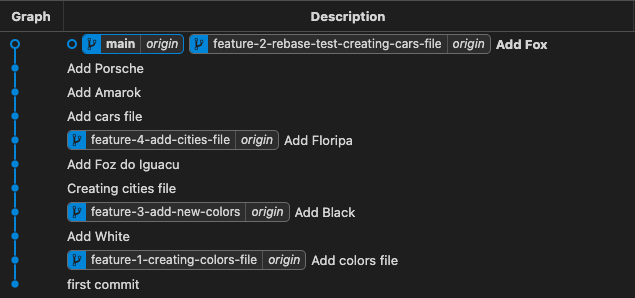 Graph Description
main origin feature-2-rebase-test-creating-cars-file origin Add Fox
Add Porsche
Add Amarok
Add cars file
feature-4-add-cities-file origin Add Floripa
Add Foz do Iguacu
Creating cities file
feature-3-add-new-colors origin Add Black
Add White
feature-1-creating-colors-file origin Add colors file
first commit